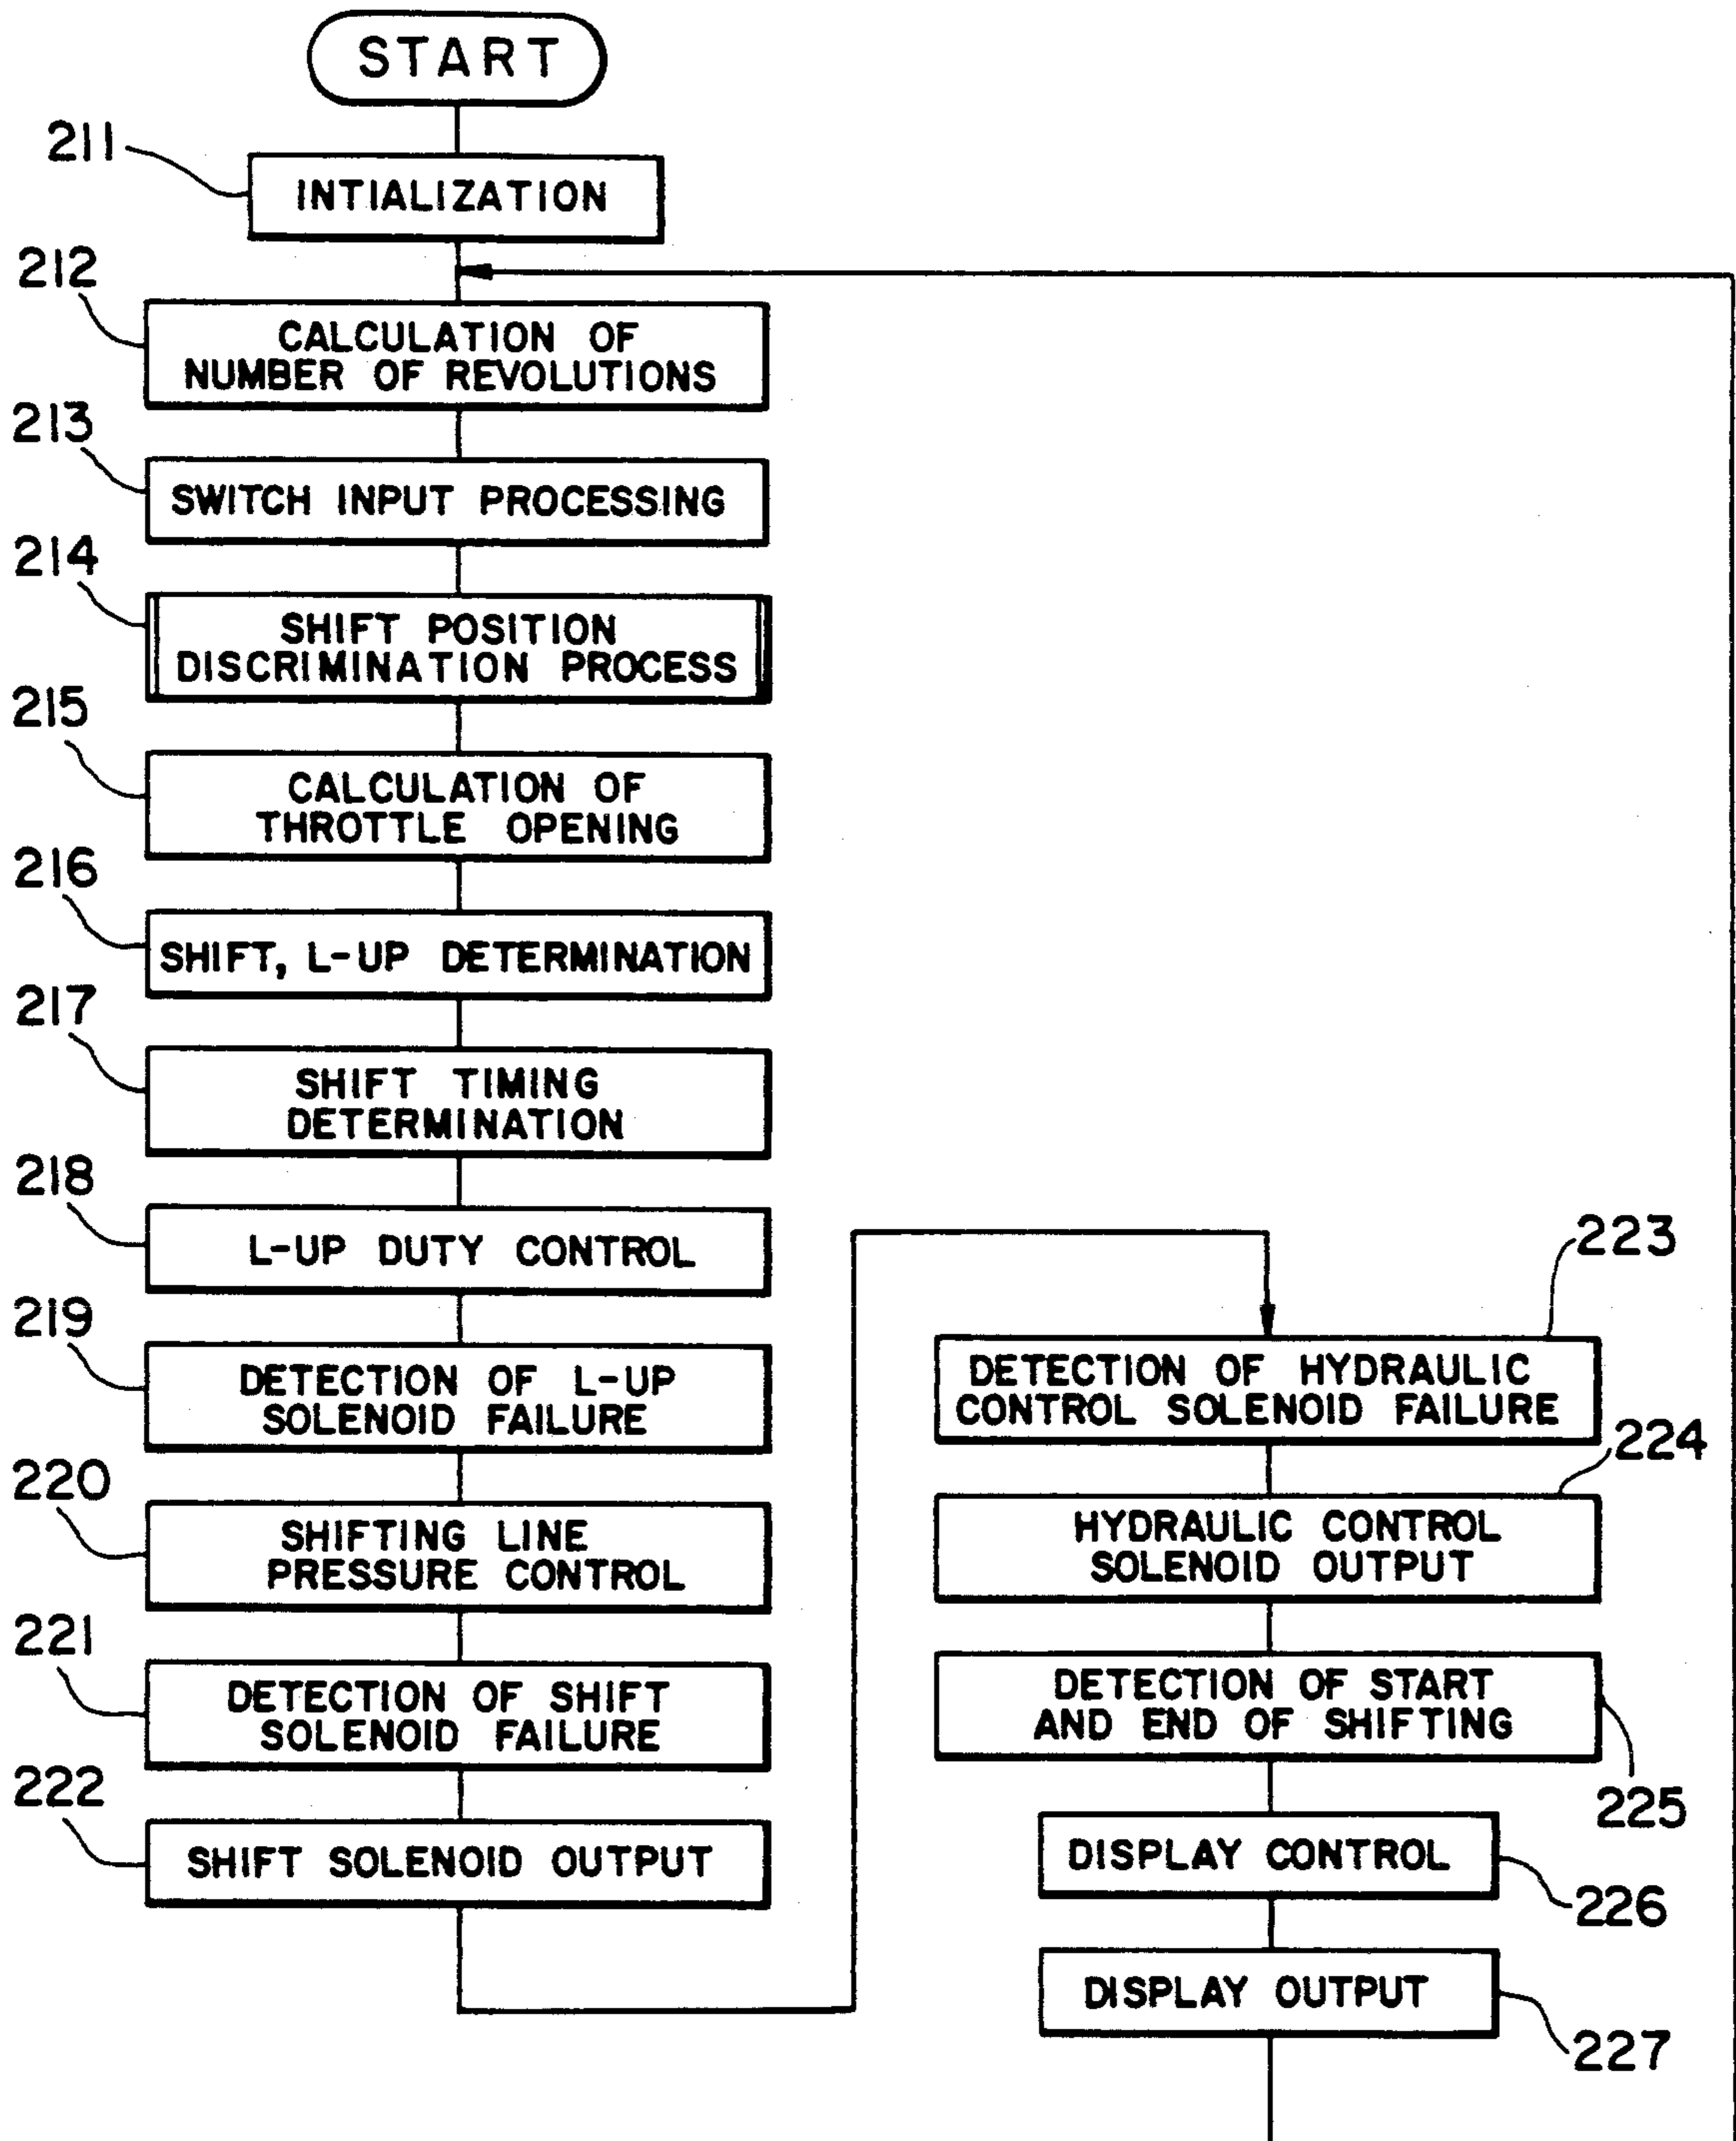 START
211
INTIALIZATION
212
CALCULATION OF
NUMBER OF REVOLUTIONS
213
SWITCH INPUT PROCESSING
214
SHIFT POSITION
DISCRIMINATION PROCESS
215
CALCULATION OF
THROTTLE OPENING
216
SHIFT, L-UP DETERMINATION
217
SHIFT TIMING
DETERMINATION
218
L-UP DUTY CONTROL
219
DETECTION OF L-UP
SOLENOID FAILURE
220
SHIFTING LINE
PRESSURE CONTROL
221
DETECTION OF SHIFT
SOLENOID FAILURE
222
SHIFT SOLENOID OUTPUT
223
DETECTION OF HYDRAULIC
CONTROL SOLENOID FAILURE
224
HYDRAULIC CONTROL
SOLENOID OUTPUT
DETECTION OF START
AND END OF SHIFTING
225
DISPLAY CONTROL
226
DISPLAY OUTPUT
227